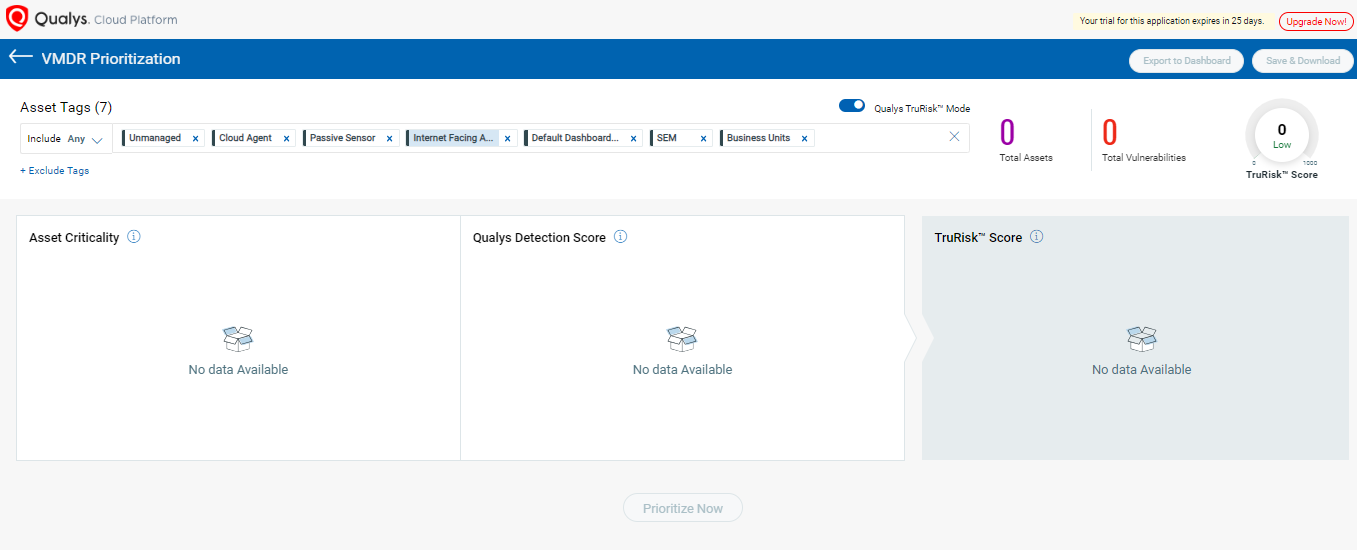 Qualys. Cloud Platform
Your trial for this application expires in 25 days. Upgrade Now!
VMDR Prioritization
Export to Dashboard Save & Download
Asset Tags (7)
Qualys TruRisk™ Mode
Include Any Unmanaged × Cloud Agent × Passive Sensor × Internet Facing A... × Default Dashboard... × SEM × Business Units ×
+ Exclude Tags
0
Total Assets
0
Total Vulnerabilities
0
Low
0 1000
TruRisk™ Score
Asset Criticality
No data Available
Qualys Detection Score
No data Available
TruRisk™ Score
No data Available
Prioritize Now